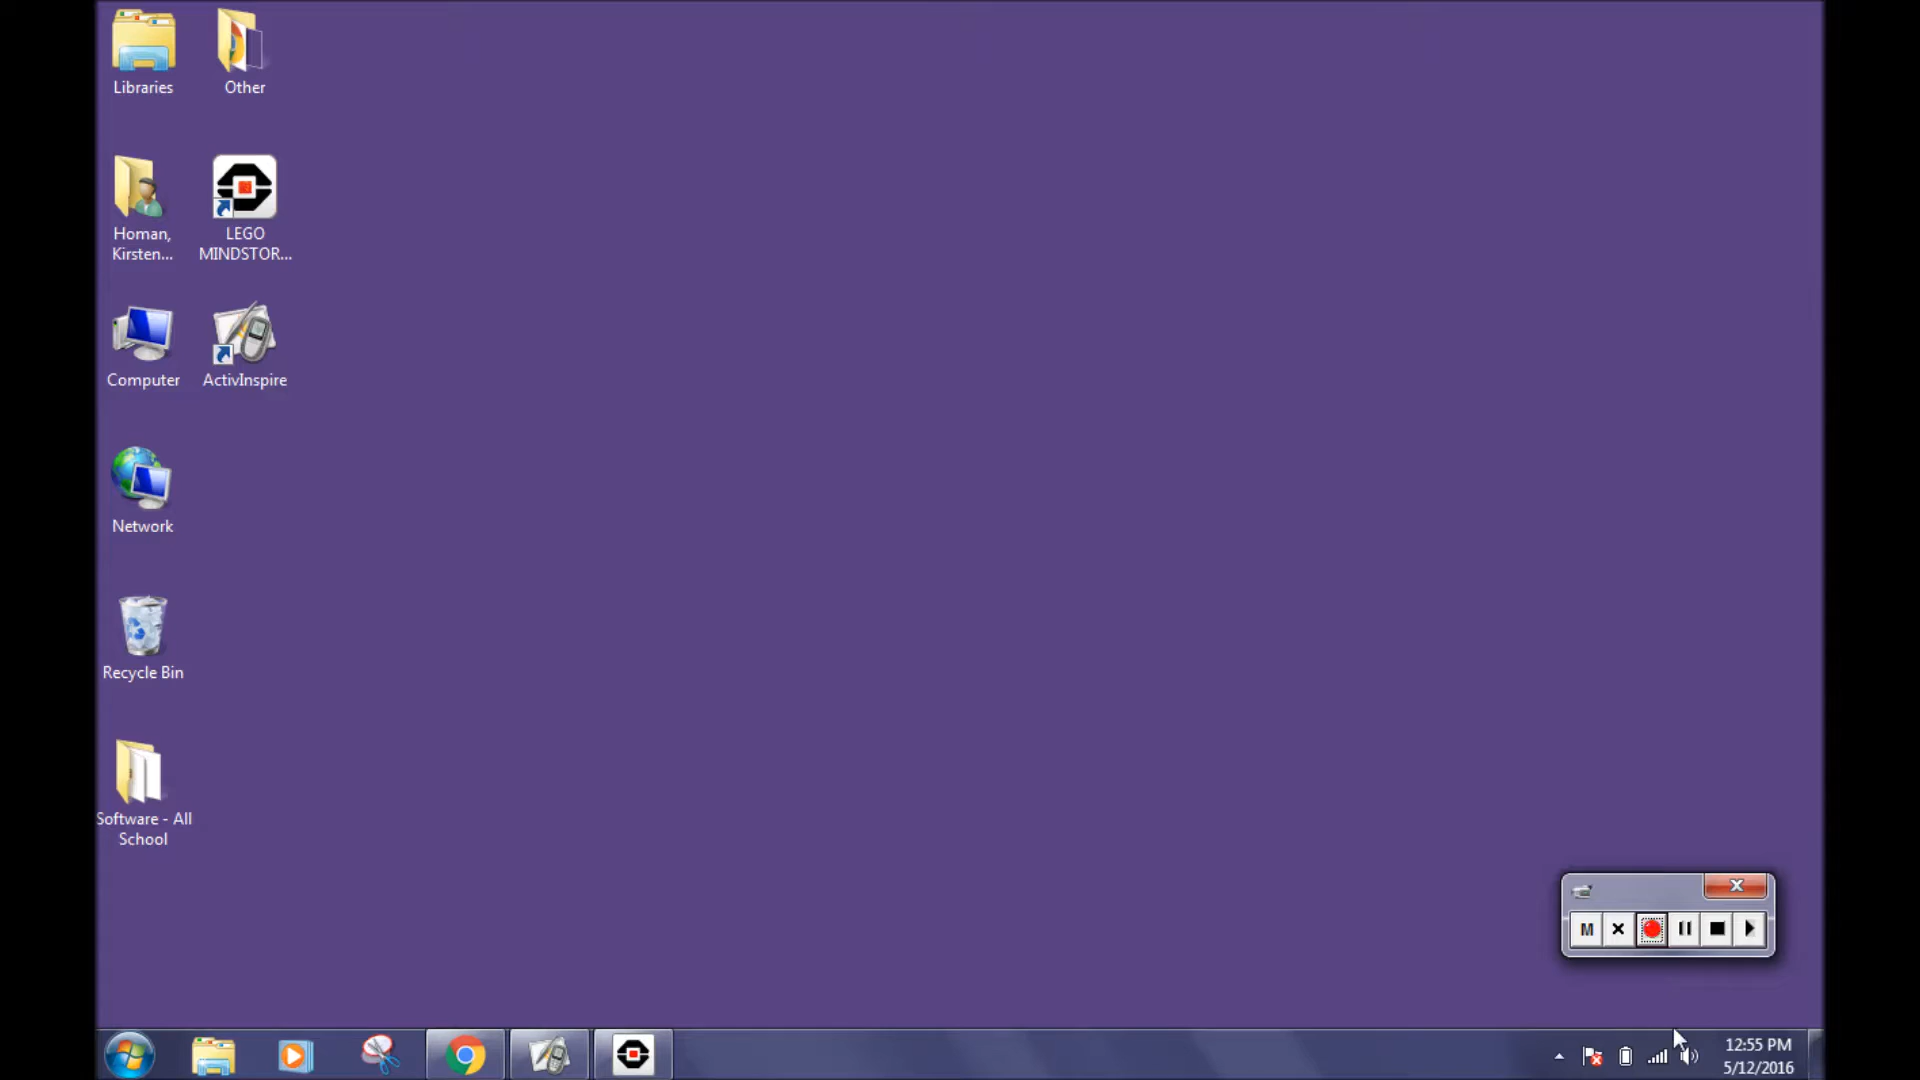 Libraries
Other
Homan,
Kirsten...
LEGO
MINDSTOR...
Computer
ActivInspire
Network
Recycle Bin
Software - All
School
M
12:55 PM
5/12/2016